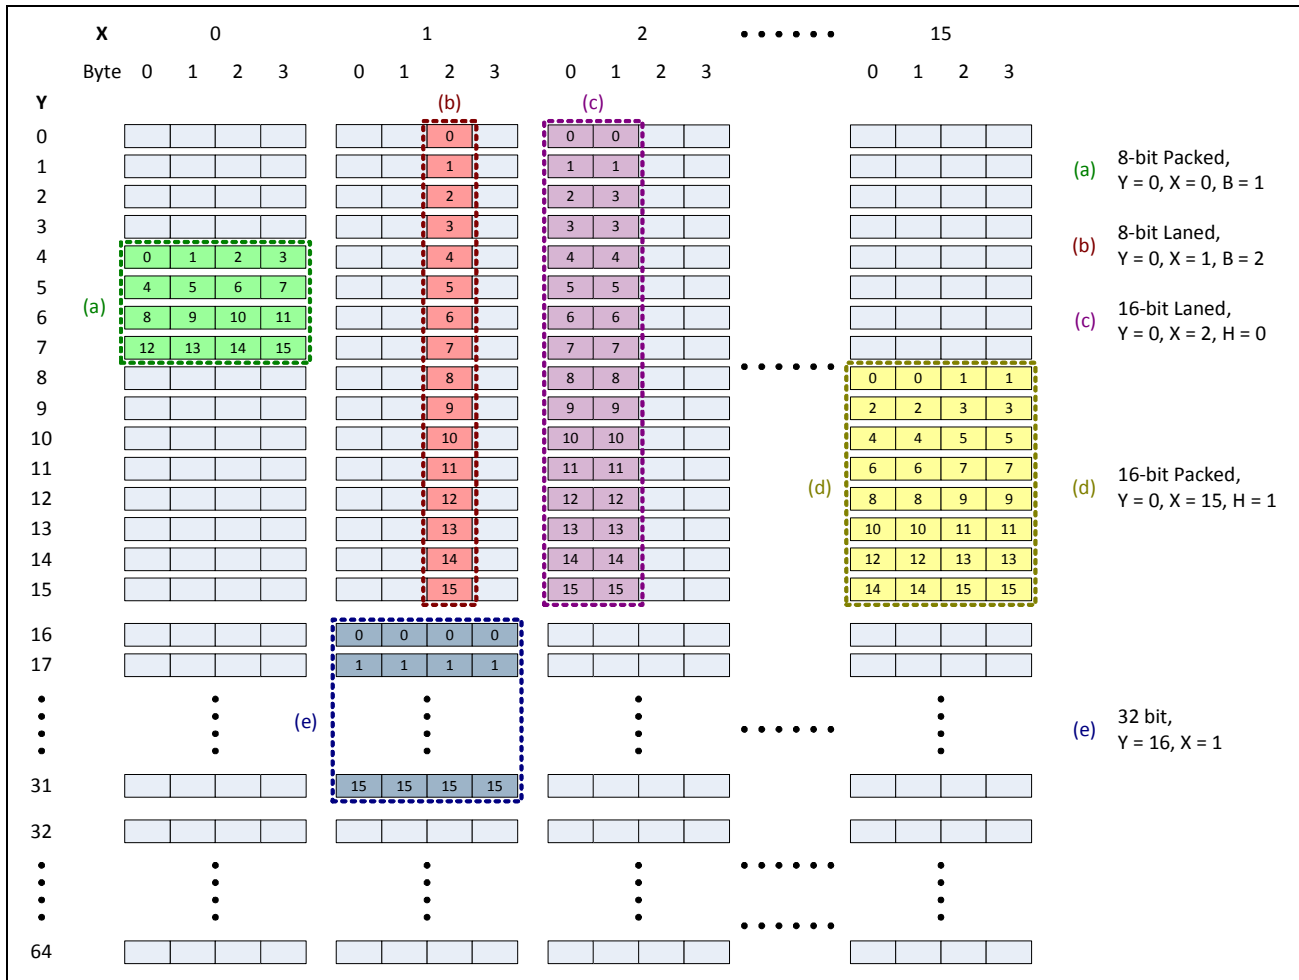 X 0 1 2 15
Byte 0 1 2 3 0 1 2 3 0 1 2 3 0 1 2 3
Y (b) (c)
0 0 0 0
1 1 1 1
2 2 2 3
3 3 3 3
4 0 1 2 3 4 4 4
5 4 5 6 7 5 5 5
(a)
6 8 9 10 11 6 6 6
7 12 13 14 15 7 7 7
8 8 8 8 0 0 1 1
9 9 9 9 2 2 3 3
10 10 10 10 4 4 5 5
11 11 11 11 6 6 7 7
(d)
12 12 12 12 8 8 9 9
13 13 13 13 10 10 11 11
14 14 14 14 12 12 13 13
15 15 15 15 14 14 15 15
16 0 0 0 0
17 1 1 1 1
(e)
31 15 15 15 15
32
64
(a) 8-bit Packed,
Y = 0, X = 0, B = 1
(b) 8-bit Laned,
Y = 0, X = 1, B = 2
(c) 16-bit Laned,
Y = 0, X = 2, H = 0
(d) 16-bit Packed,
Y = 0, X = 15, H = 1
(e) 32 bit,
Y = 16, X = 1